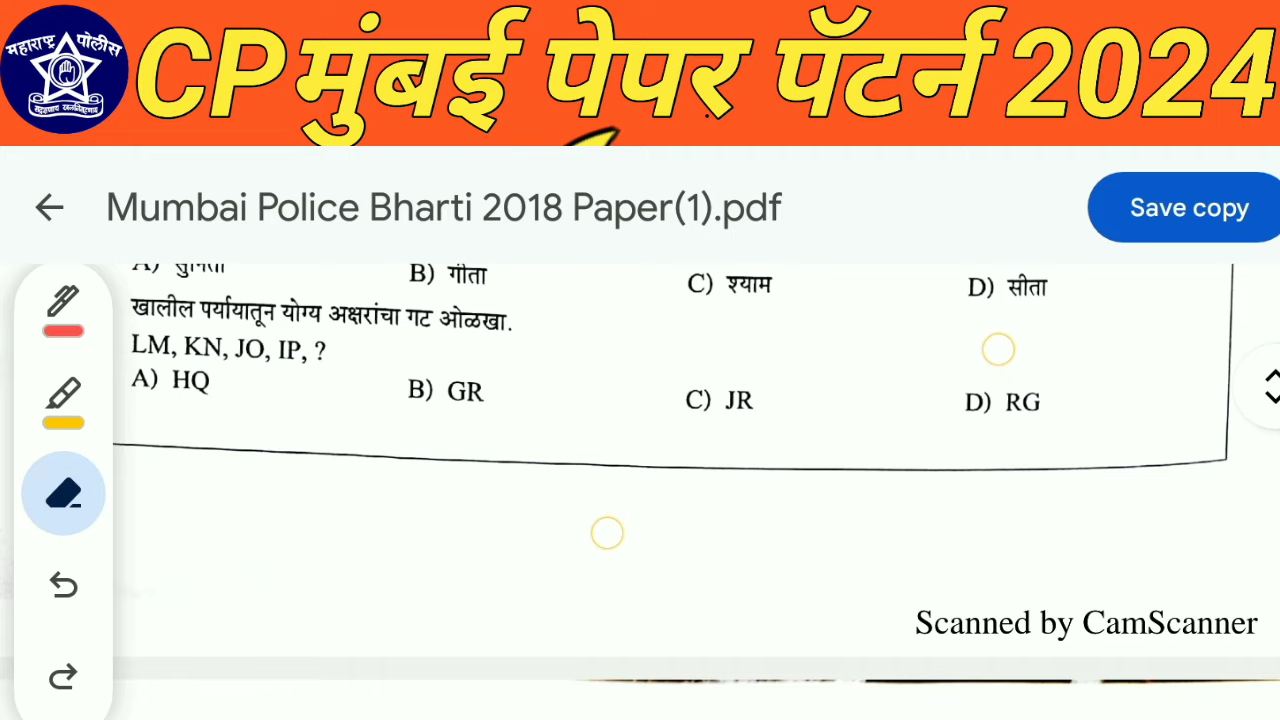 महाराष्ट्र पोलीस
CP मुंबई पेपर पॅटर्न 2024
Mumbai Police Bharti 2018 Paper(1).pdf
Save copy
B) गीता
C) श्याम
D) सीता
खालील पर्यायातून योग्य अक्षरांचा गट ओळखा.
LM, KN, JO, IP, ?
A) HQ
B) GR
C) JR
D) RG
Scanned by CamScanner